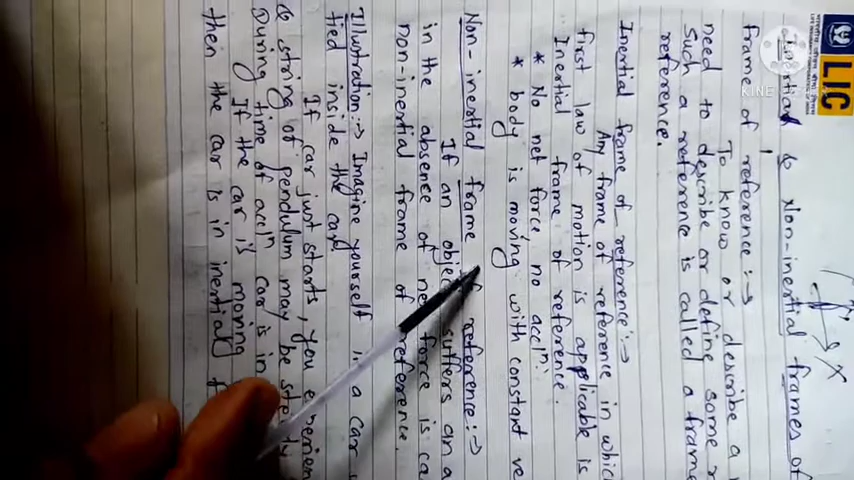 LIC
KINE
Inertial & Non-inertial frames of
frame of reference :->
To know or describe a
need to describe or define some
Such a reference is called a frame
reference.
Inertial frame of reference :->
Any frame of reference in which
first law of motion is applicable is
Inertial frame of reference.
* No net force no accl^n.
* body is moving with constant ve
Non-inertial frame of reference :->
If an object suffers an a
in the absence of net force is ca
non-inertial frame of reference.
Illustration :-> Imagine yourself in a car
tied inside the car.
If car just starts, you experien
& string of pendulum may be
During time of accl^n car is in
If the car is moving
then the car is in inertial f
x